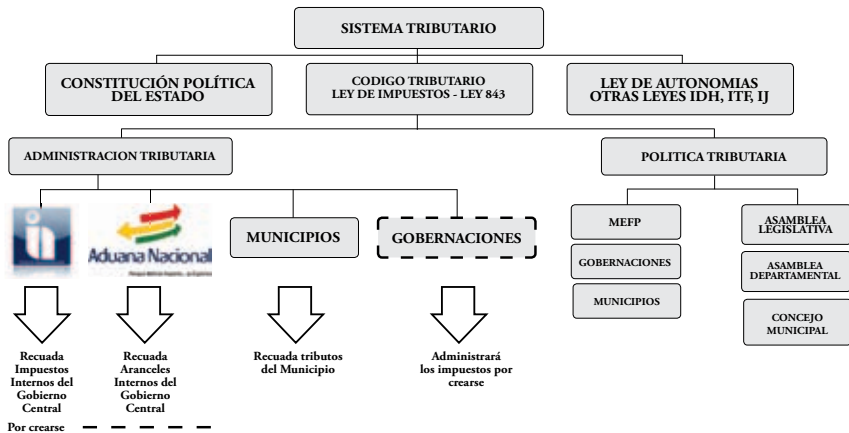 SISTEMA TRIBUTARIO
CONSTITUCIÓN POLÍTICA
DEL ESTADO
CODIGO TRIBUTARIO
LEY DE IMPUESTOS - LEY 843
LEY DE AUTONOMIAS
OTRAS LEYES IDH, ITF, IJ
ADMINISTRACION TRIBUTARIA
POLITICA TRIBUTARIA
Aduana Nacional
MUNICIPIOS
GOBERNACIONES
MEFP
GOBERNACIONES
MUNICIPIOS
ASAMBLEA
LEGISLATIVA
ASAMBLEA
DEPARTAMENTAL
CONCEJO
MUNICIPAL
Recuada
Impuestos
Internos del
Gobierno
Central
Recuada
Aranceles
Internos del
Gobierno
Central
Recuada tributos
del Municipio
Administrará
los impuestos por
crearse
Por crearse